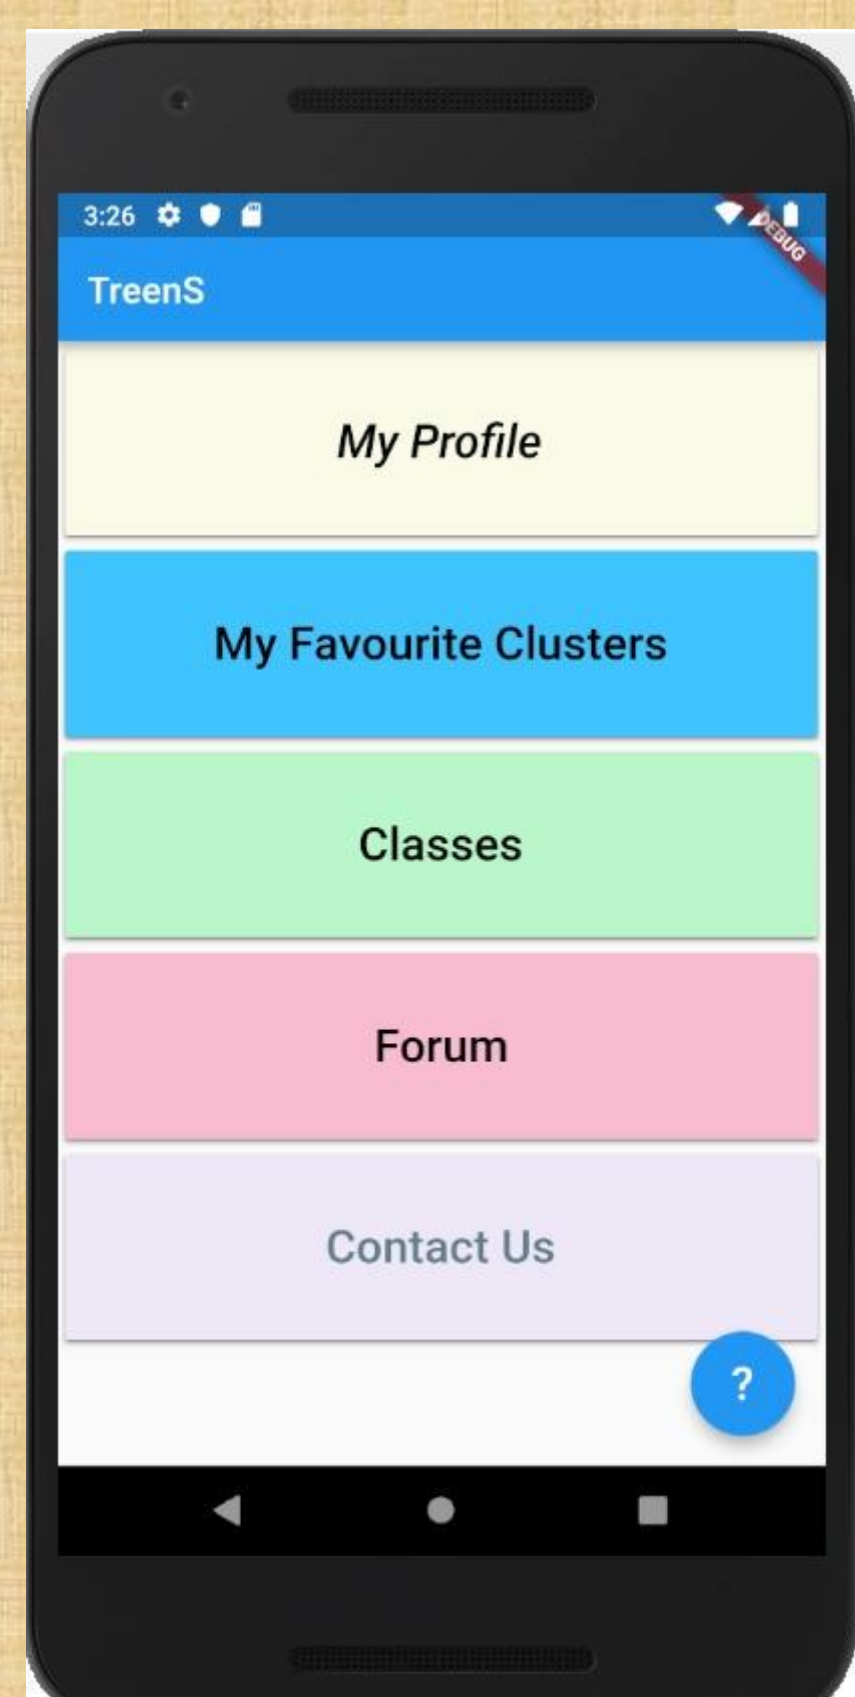 3:26
DEBUG
TreenS
My Profile
My Favourite Clusters
Classes
Forum
Contact Us
?